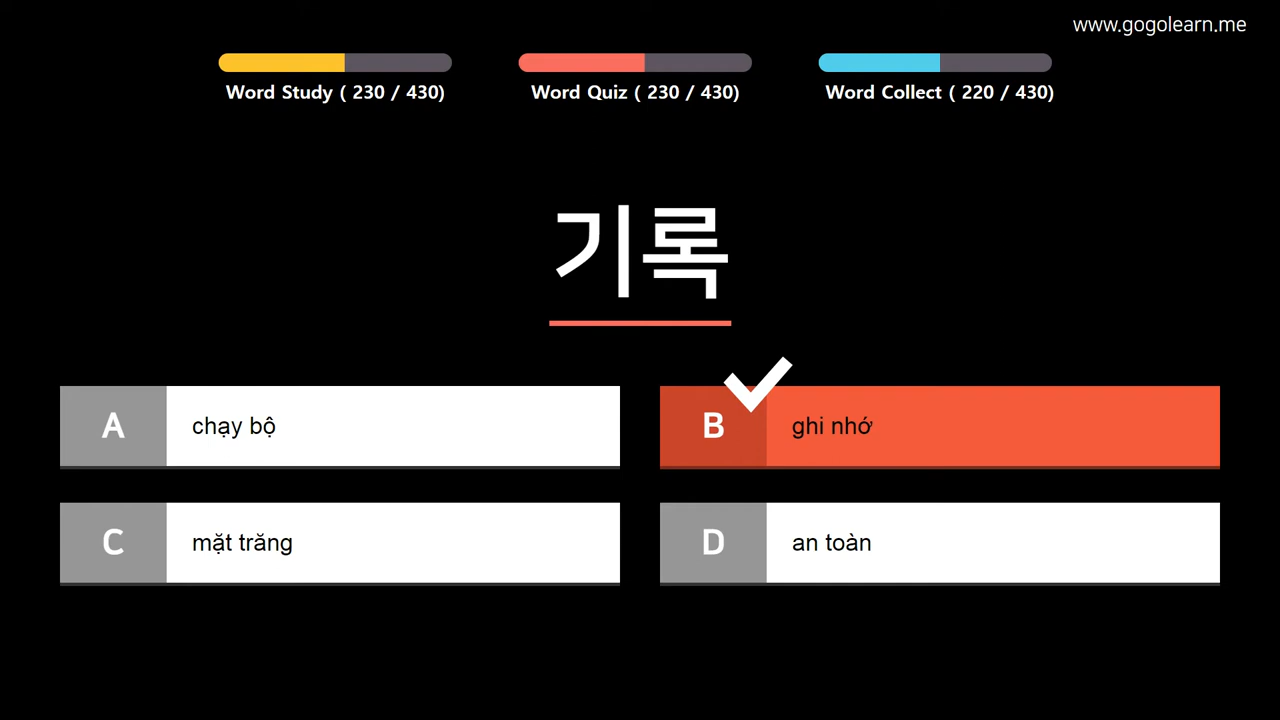 www.gogolearn.me
Word Study ( 230 / 430)
Word Quiz ( 230 / 430)
Word Collect ( 220 / 430)
기록
A chạy bộ
B ghi nhớ
C mặt trăng
D an toàn